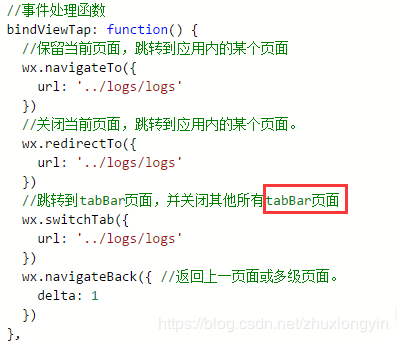 //事件处理函数
bindViewTap: function() {
//保留当前页面，跳转到应用内的某个页面
wx.navigateTo({
url: '../logs/logs'
})
//关闭当前页面，跳转到应用内的某个页面。
wx.redirectTo({
url: '../logs/logs'
})
//跳转到tabBar页面，并关闭其他所有tabBar页面
wx.switchTab({
url: '../logs/logs'
})
wx.navigateBack({ //返回上一页面或多级页面。
delta: 1
})
},
https://blog.csdn.net/zhuxiongyin